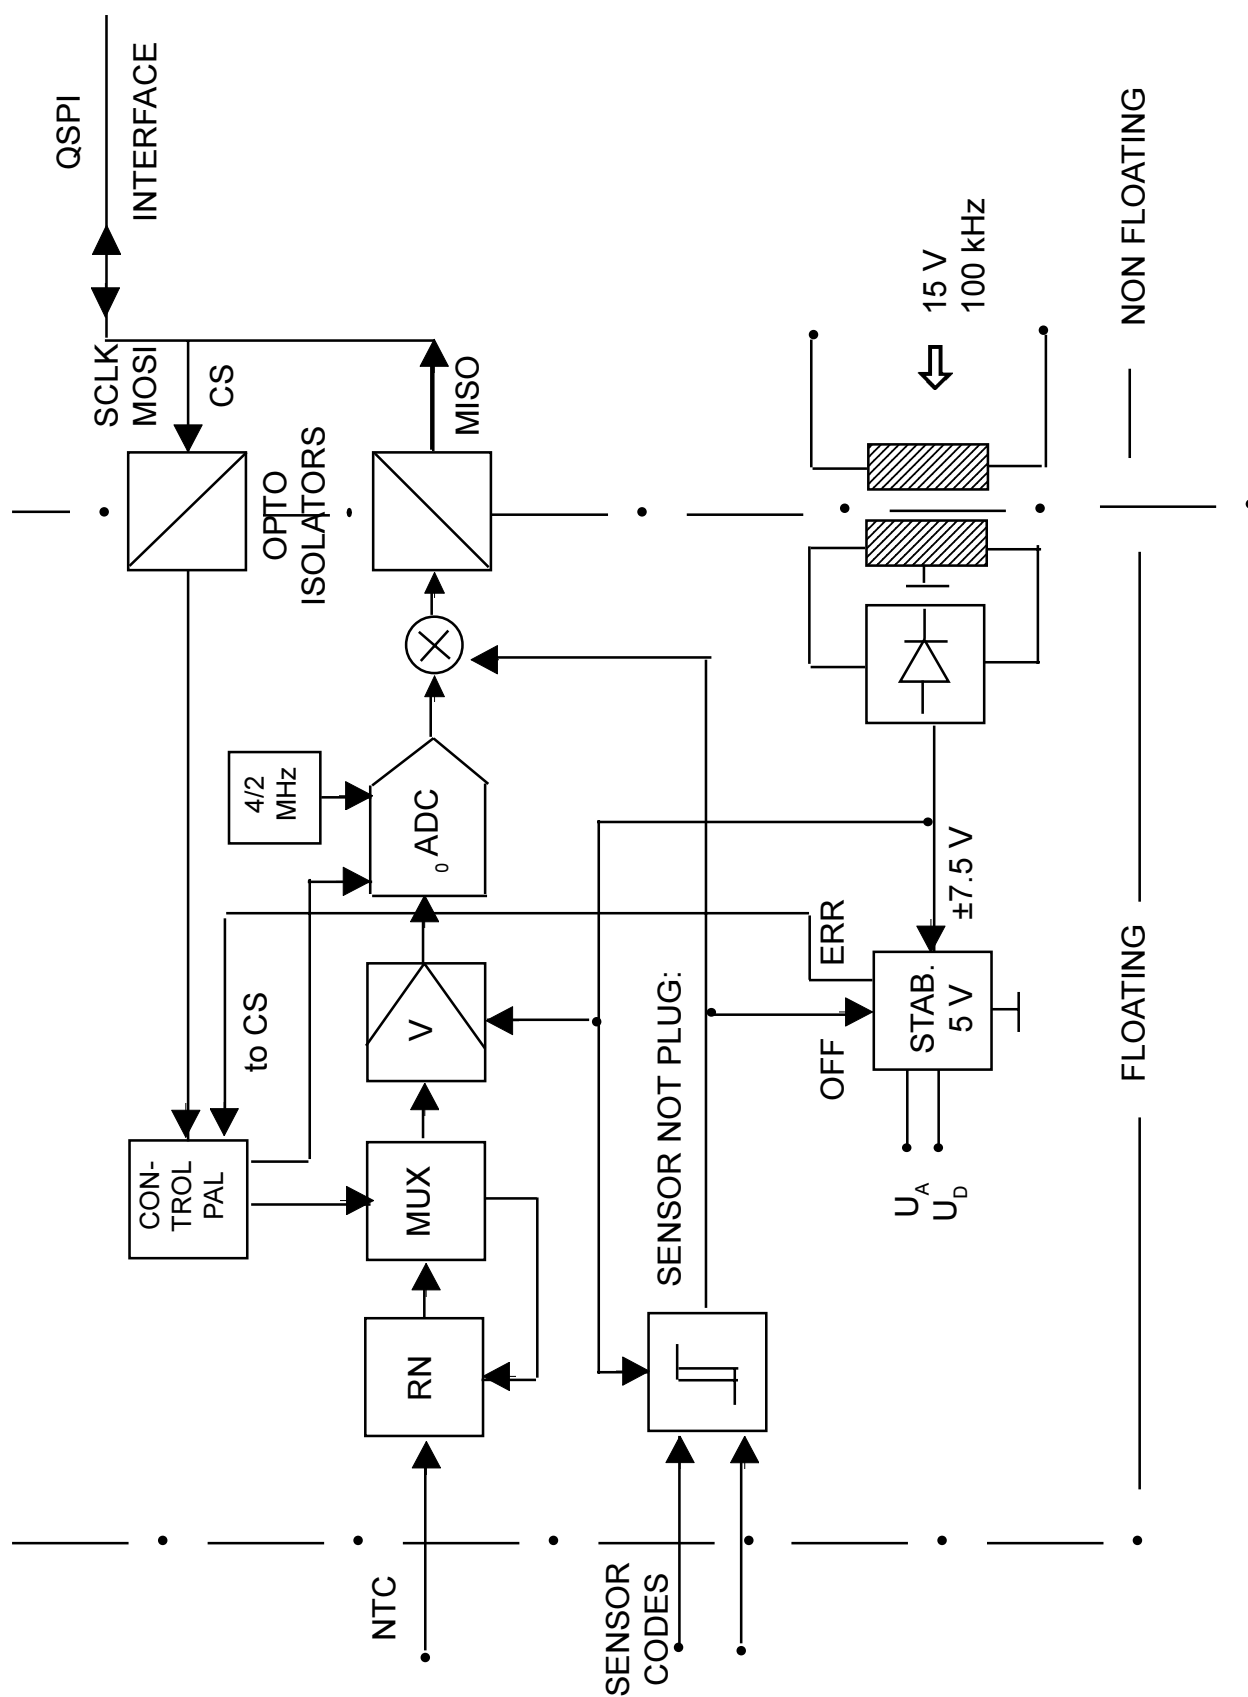 QSPI
INTERFACE
SCLK
MOSI
CS
OPTO
ISOLATORS
MISO
15 V
100 kHz
NON FLOATING
4/2
MHz
0 ADC
to CS
CON-
TROL
PAL
V
MUX
RN
NTC
SENSOR NOT PLUG:
ERR
OFF
±7.5 V
STAB.
5 V
UA
UD
FLOATING
SENSOR
CODES